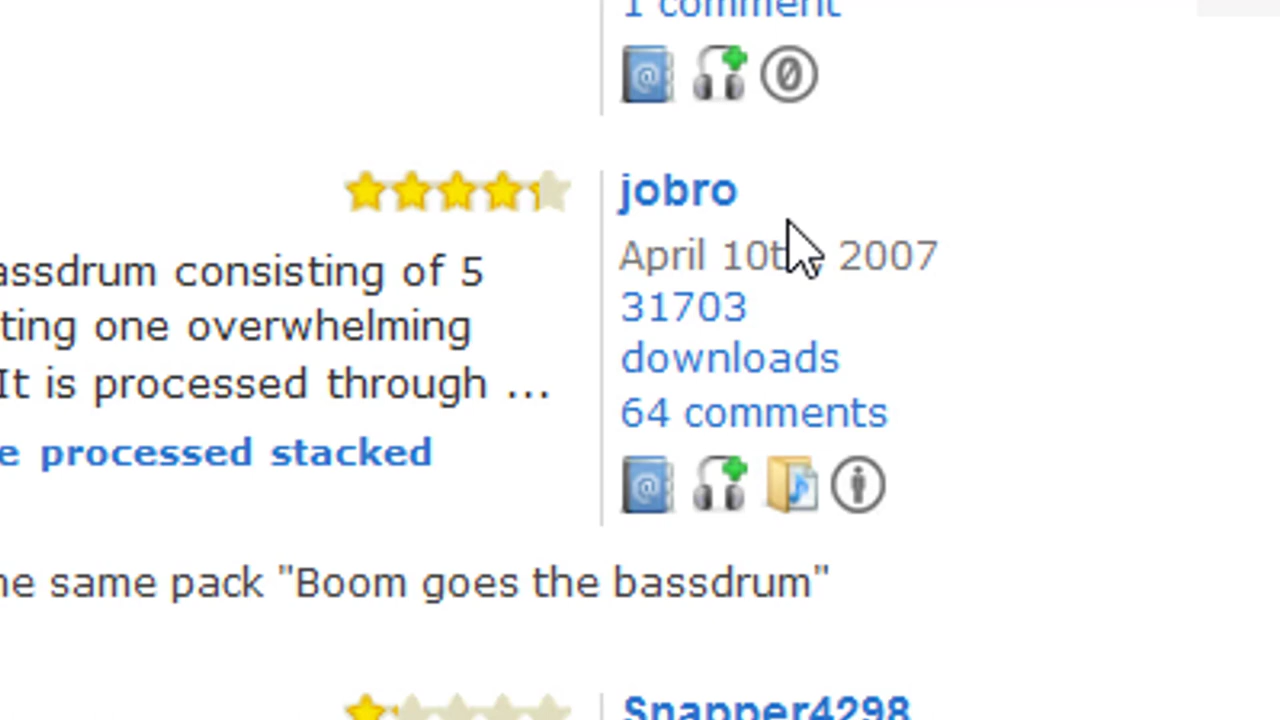 1 comment
jobro
April 10th, 2007
31703
downloads
64 comments
assdrum consisting of 5
ting one overwhelming
It is processed through ...
e processed stacked
he same pack "Boom goes the bassdrum"
Snapper4298